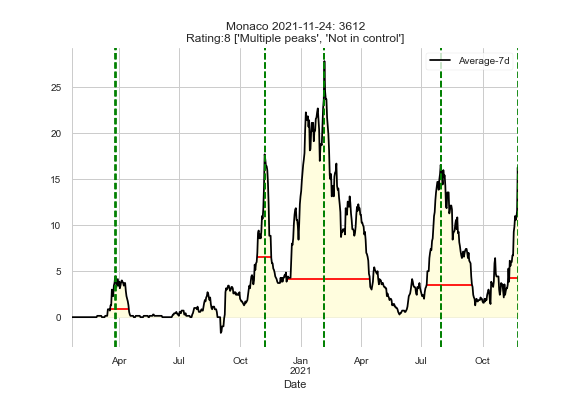 Monaco 2021-11-24: 3612
Rating:8 ['Multiple peaks', 'Not in control']
Average-7d
25
20
15
10
5
0
Apr Jul Oct Jan Apr Jul Oct
2021
Date